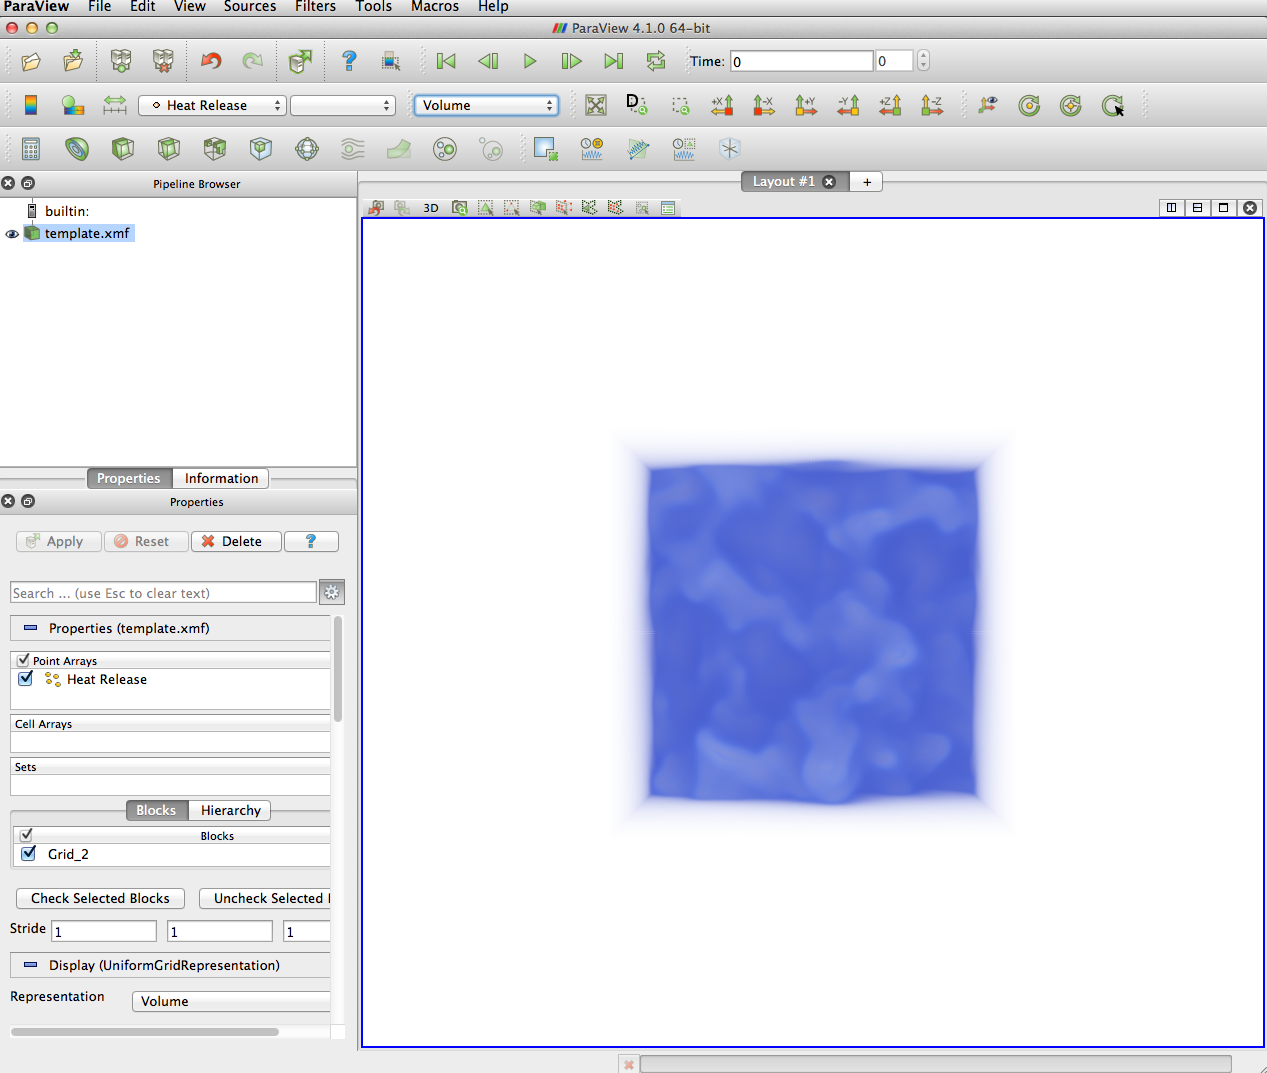 ParaView File Edit View Sources Filters Tools Macros Help
ParaView 4.1.0 64-bit
Time: 0 0
Heat Release Volume D +X -X +Y -Y +Z -Z
Pipeline Browser
Layout #1 +
builtin:
3D
template.xmf
Properties Information
Properties
Apply Reset Delete ?
Search ... (use Esc to clear text)
Properties (template.xmf)
Point Arrays
Heat Release
Cell Arrays
Sets
Blocks Hierarchy
Blocks
Grid_2
Check Selected Blocks Uncheck Selected
Stride 1 1 1
Display (UniformGridRepresentation)
Representation Volume